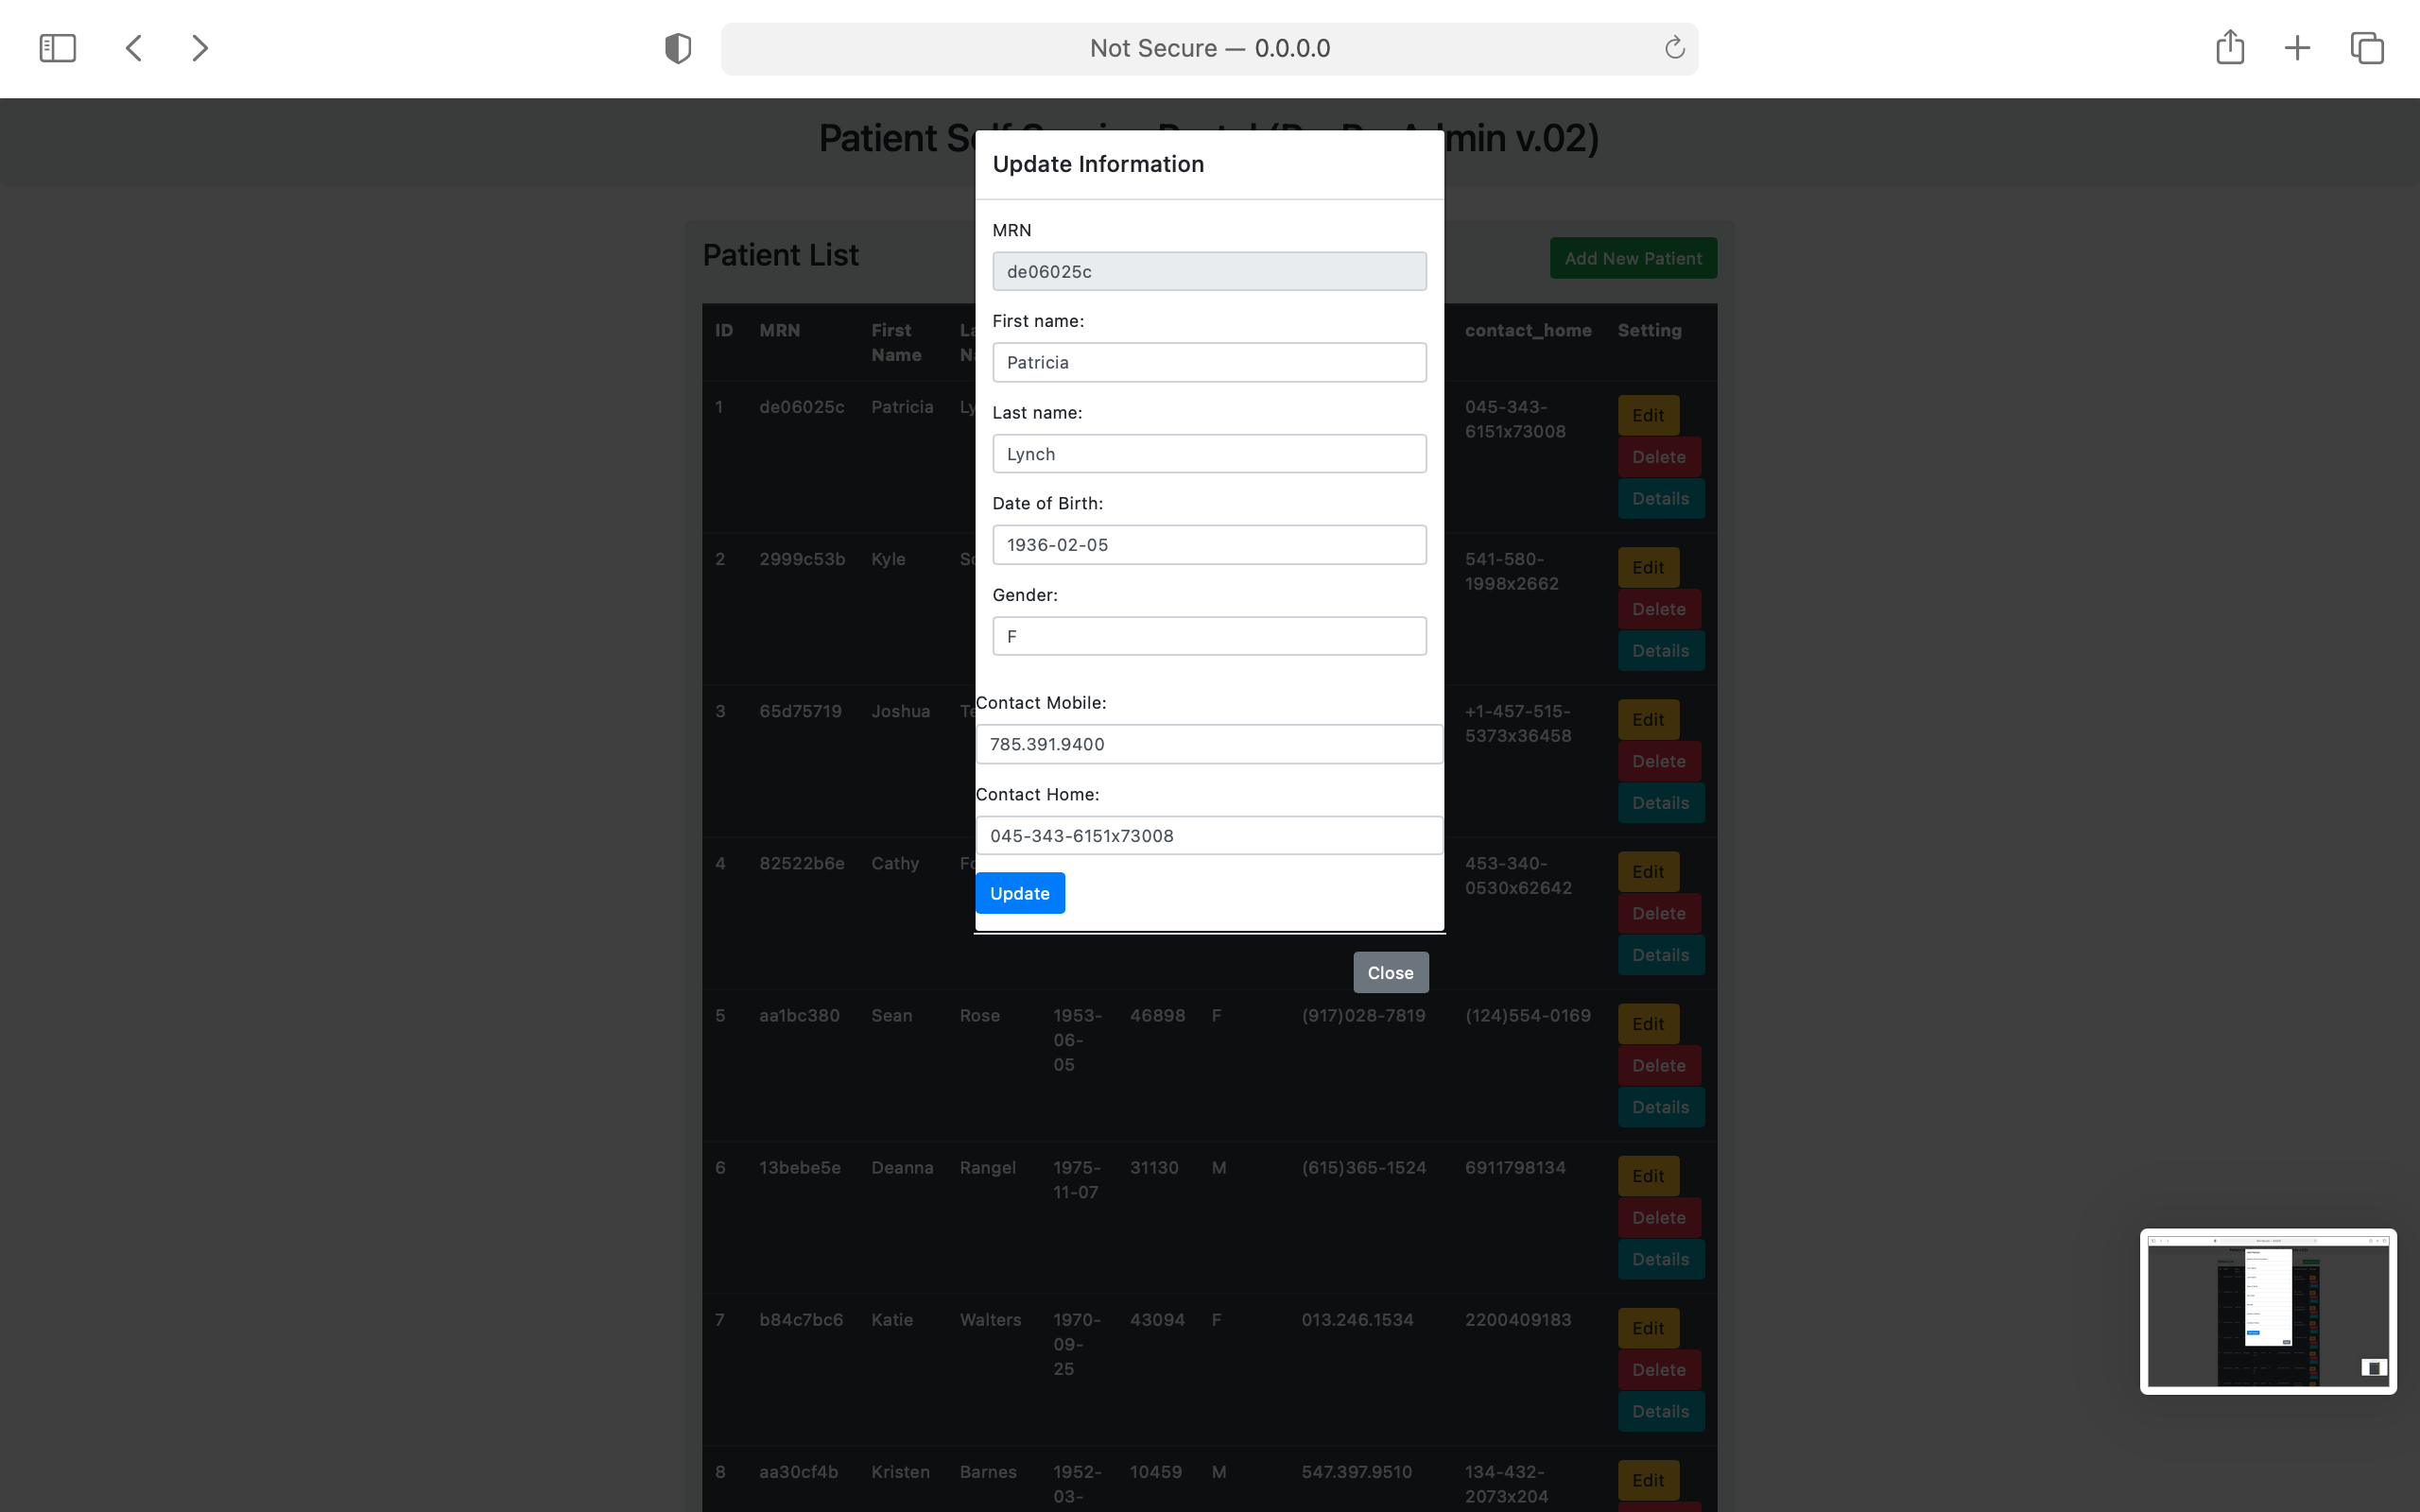 Not Secure — 0.0.0.0
Patient S
min v.02)
Update Information
Patient List
Add New Patient
MRN
de06025c
First name:
Patricia
Last name:
Lynch
Date of Birth:
1936-02-05
Gender:
F
Contact Mobile:
785.391.9400
Contact Home:
045-343-6151x73008
Update
Close
ID MRN First Name contact_home Setting
1 de06025c Patricia Ly 045-343-
6151x73008
Edit
Delete
Details
2 2999c53b Kyle 541-580-
1998x2662
Edit
Delete
Details
3 65d75719 Joshua Te +1-457-515-
5373x36458
Edit
Delete
Details
4 82522b6e Cathy 453-340-
0530x62642
Edit
Delete
Details
5 aa1bc380 Sean Rose 1953- 46898 F (917)028-7819 (124)554-0169
06-
05
Edit
Delete
Details
6 13bebe5e Deanna Rangel 1975- 31130 M (615)365-1524 6911798134
11-07
Edit
Delete
Details
7 b84c7bc6 Katie Walters 1970- 43094 F 013.246.1534 2200409183
09-
25
Edit
Delete
Details
8 aa30cf4b Kristen Barnes 1952- 10459 M 547.397.9510 134-432-
03- 2073x204
Edit